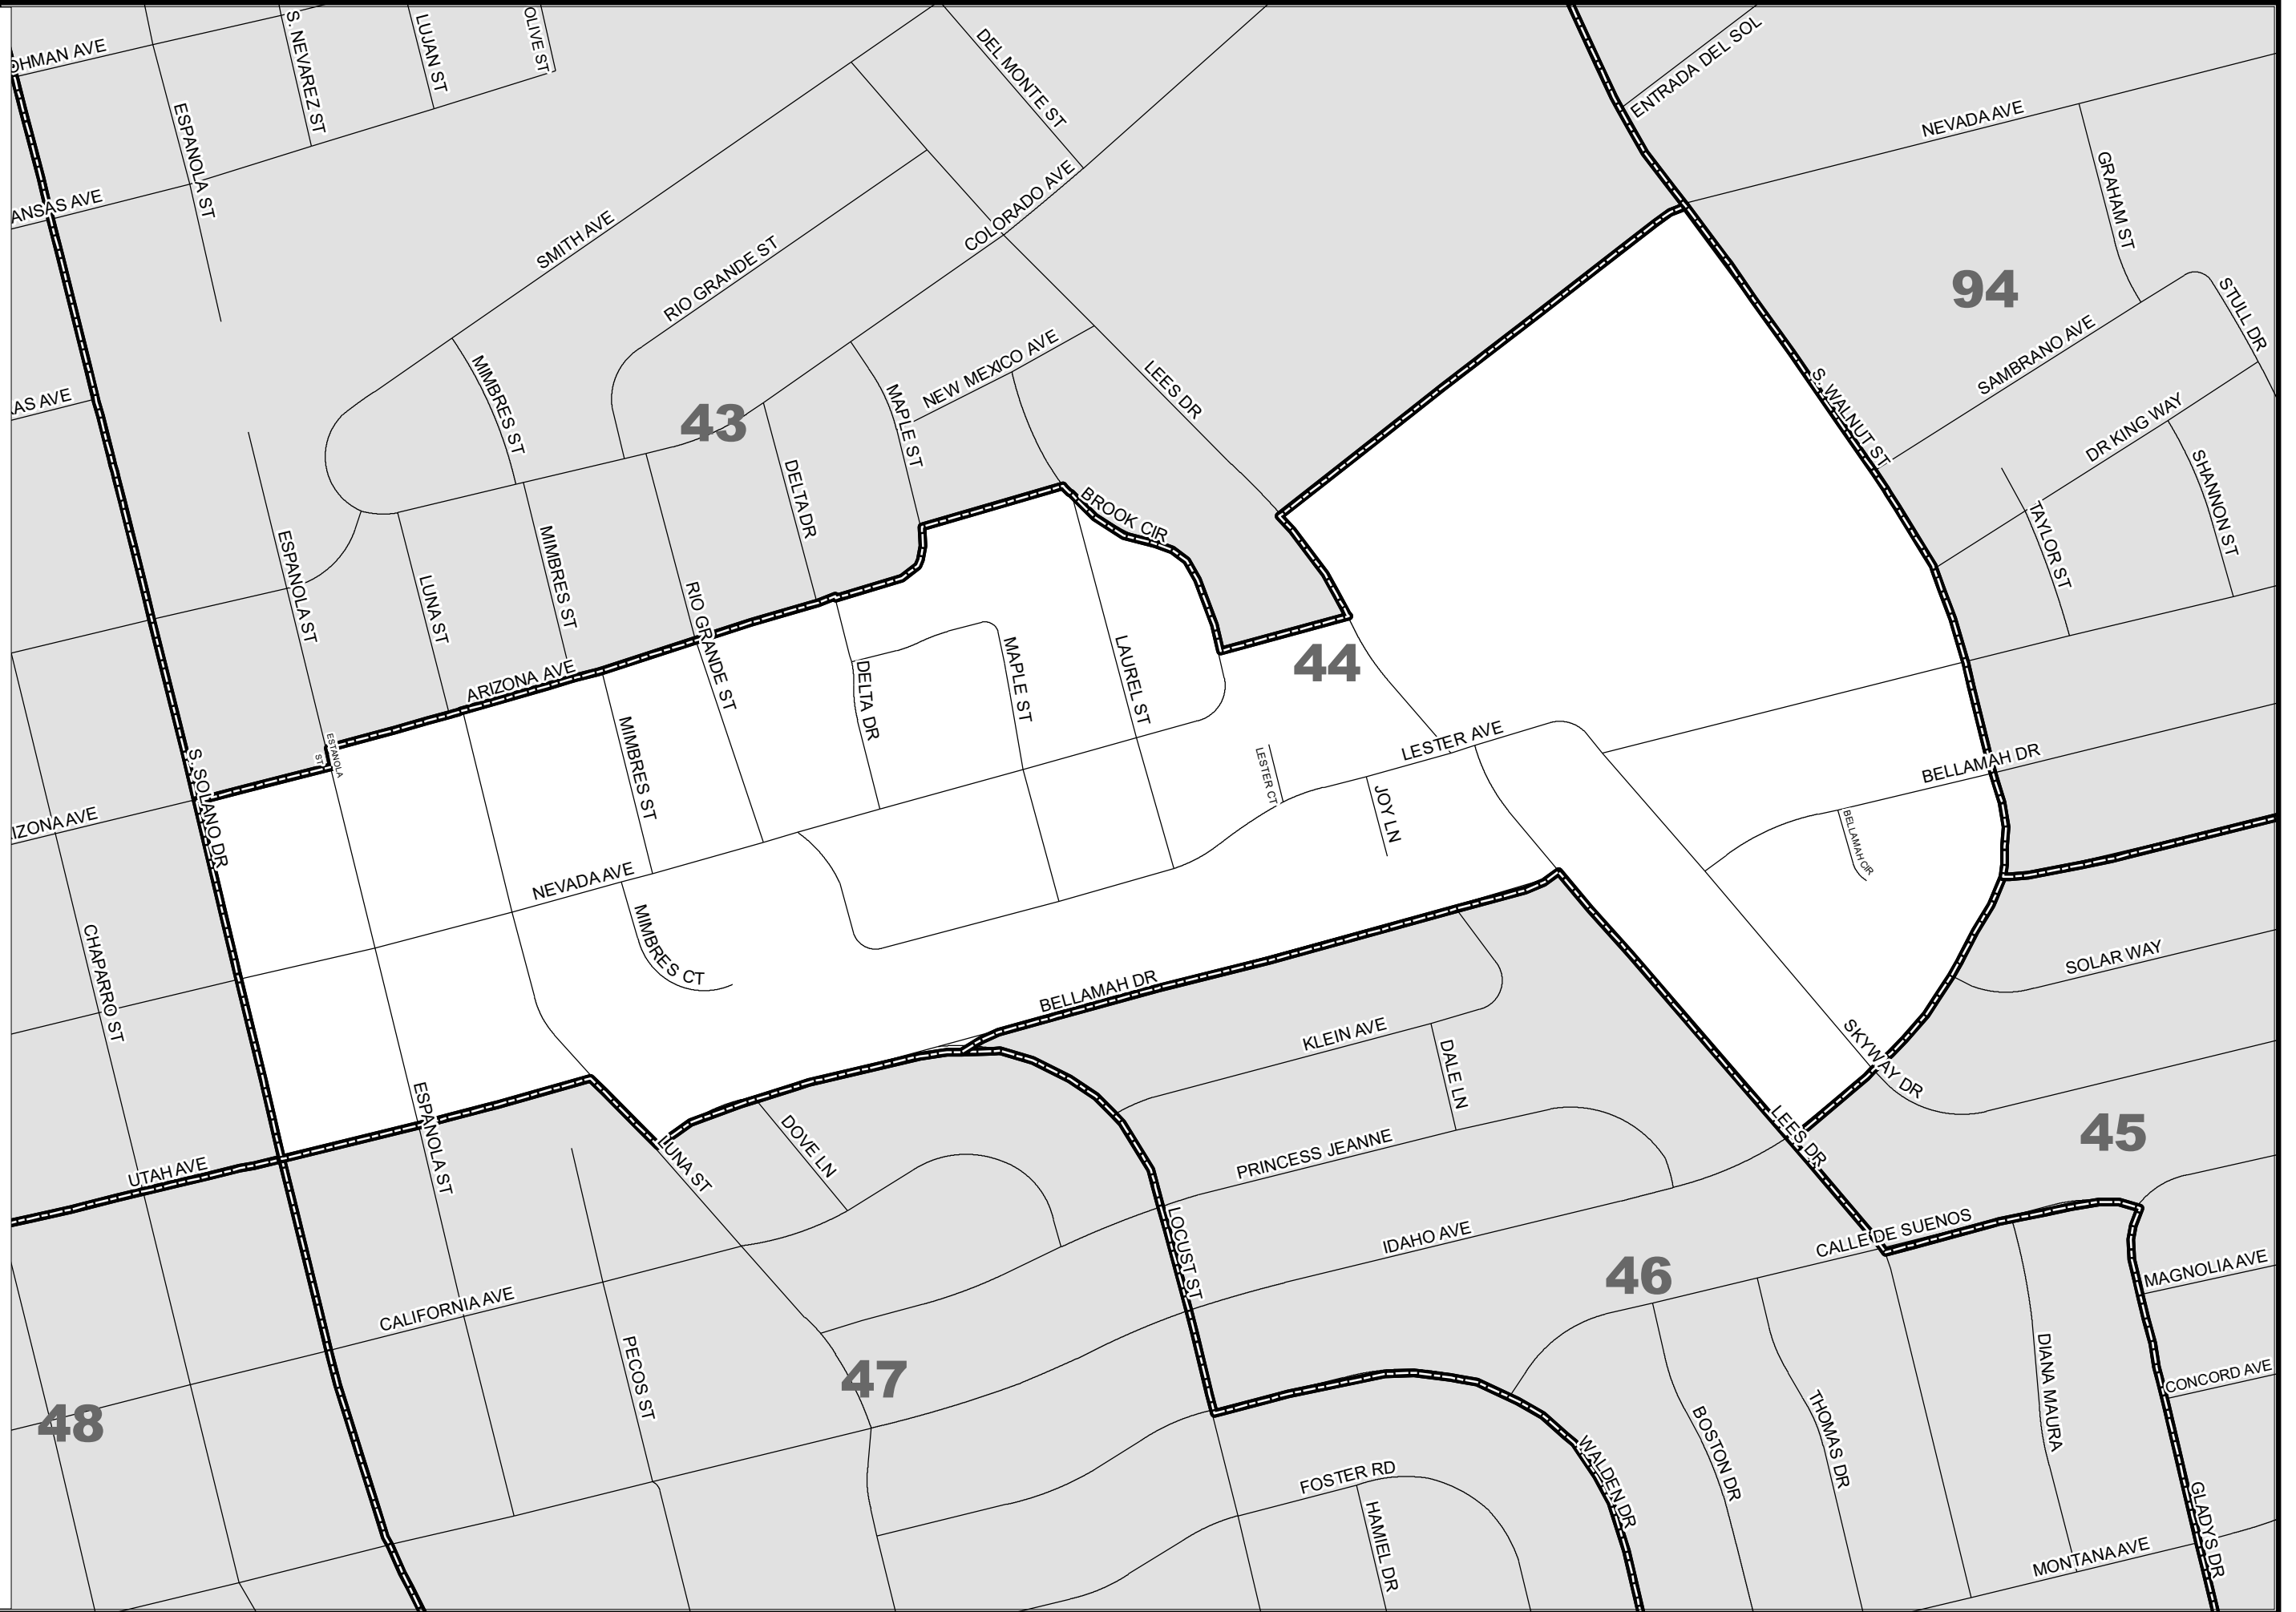 OHMAN AVE
S. NEVAREZ ST
LUJAN ST
OLIVE ST
DEL MONTE ST
ENTRADA DEL SOL
ESPANOLA ST
NEVADA AVE
GRAHAM ST
ANSAS AVE
SMITH AVE
RIO GRANDE ST
COLORADO AVE
94
STULL DR
SAMBRANO AVE
MIMBRES ST
NEW MEXICO AVE
LEES DR
S. WALNUT ST
AS AVE
43
MAPLE ST
DR KING WAY
SHANNON ST
DELTA DR
BROOK CIR
TAYLOR ST
ESPANOLA ST
LUNA ST
MIMBRES ST
RIO GRANDE ST
ARIZONA AVE
DELTA DR
MAPLE ST
LAUREL ST
44
ESTANOLA
ST
S. SOLANO DR
MIMBRES ST
LESTER CT
LESTER AVE
BELLAMAH DR
JOY LN
BELLAMAH CIR
IZONA AVE
NEVADA AVE
MIMBRES CT
CHAPARRO ST
BELLAMAH DR
SOLAR WAY
KLEIN AVE
DALE LN
SKYWAY DR
ESPANOLA ST
DOVE LN
LUNA ST
PRINCESS JEANNE
LEES DR
45
UTAH AVE
LOCUST ST
IDAHO AVE
CALLE DE SUENOS
46
MAGNOLIA AVE
CALIFORNIA AVE
PECOS ST
47
DIANA MAURA
CONCORD AVE
48
BOSTON DR
THOMAS DR
WALDEN DR
FOSTER RD
HAMIEL DR
GLADYS DR
MONTANA AVE